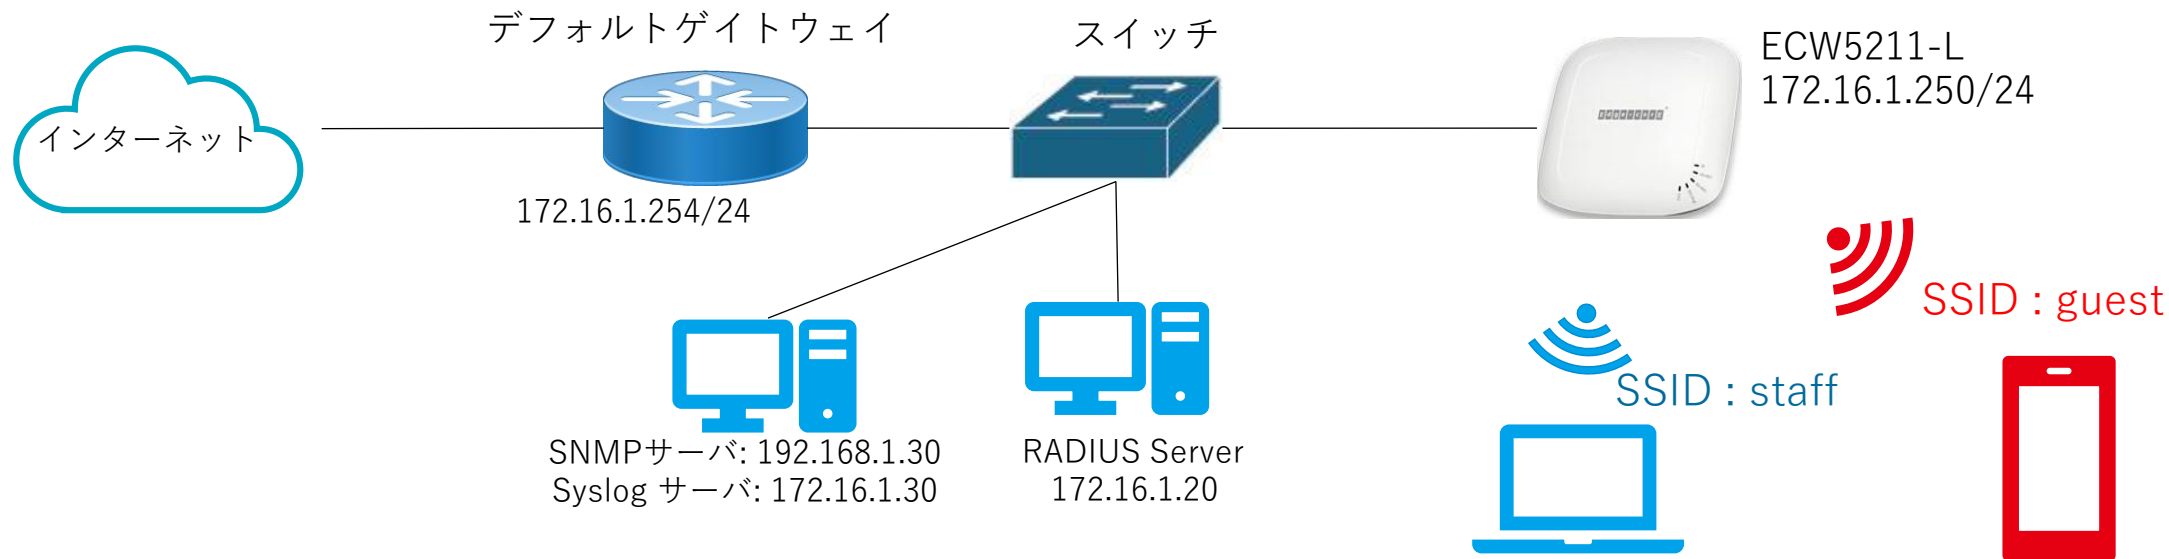 デフォルトゲイトウェイ
スイッチ
ECW5211-L
172.16.1.250/24
インターネット
172.16.1.254/24
SSID : guest
SSID : staff
SNMPサーバ: 192.168.1.30
Syslog サーバ: 172.16.1.30
RADIUS Server
172.16.1.20